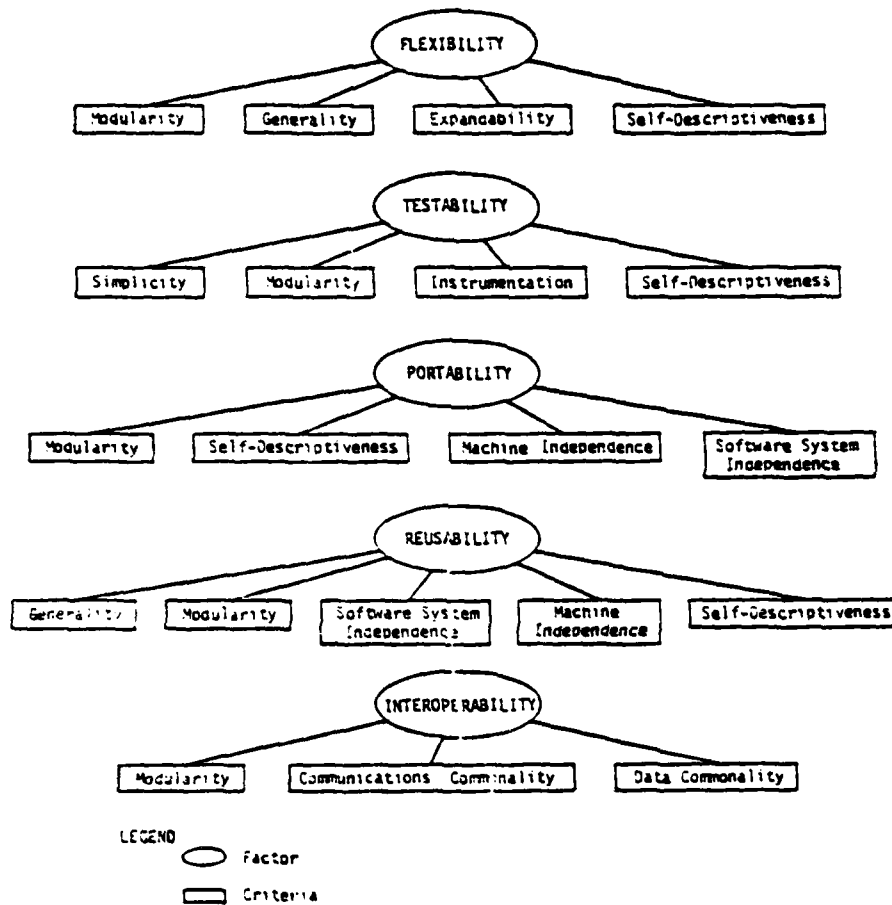 FLEXIBILITY
Modularity Generality Expandability Self-Descriptiveness
TESTABILITY
Simplicity Modularity Instrumentation Self-Descriptiveness
PORTABILITY
Modularity Self-Descriptiveness Machine Independence Software System
Independence
REUSABILITY
Generality Modularity Software System Machine Self-Descriptiveness
Independence Independence
INTEROPERABILITY
Modularity Communications Commonality Data Commonality
LEGEND
Factor
Criteria